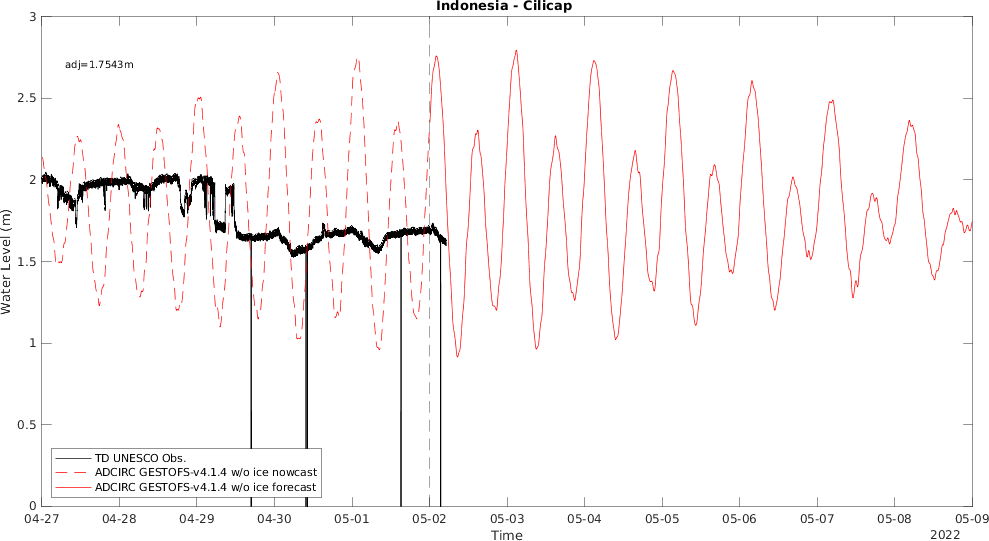 Indonesia - Cilicap
adj=1.7543m
3
2.5
2
1.5
1
0.5
0
Water Level (m)
TD UNESCO Obs.
ADCIRC GESTOFS-v4.1.4 w/o ice nowcast
ADCIRC GESTOFS-v4.1.4 w/o ice forecast
04-27 04-28 04-29 04-30 05-01 05-02 05-03 05-04 05-05 05-06 05-07 05-08 05-09
Time
2022